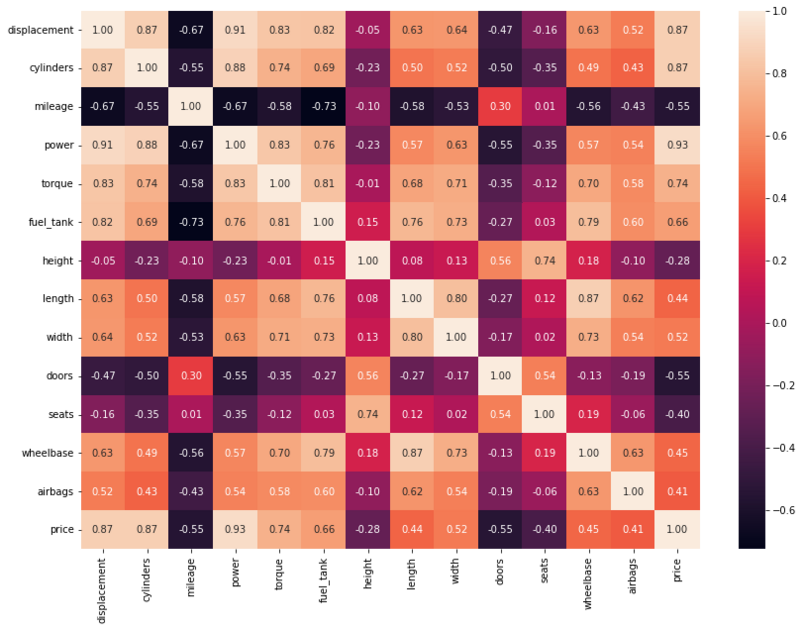 displacement 1.00 0.87 -0.67 0.91 0.83 0.82 -0.05 0.63 0.64 -0.47 -0.16 0.63 0.52 0.87
cylinders 0.87 1.00 -0.55 0.88 0.74 0.69 -0.23 0.50 0.52 -0.50 -0.35 0.49 0.43 0.87
mileage -0.67 -0.55 1.00 -0.67 -0.58 -0.73 -0.10 -0.58 -0.53 0.30 0.01 -0.56 -0.43 -0.55
power 0.91 0.88 -0.67 1.00 0.83 0.76 -0.23 0.57 0.63 -0.55 -0.35 0.57 0.54 0.93
torque 0.83 0.74 -0.58 0.83 1.00 0.81 -0.01 0.68 0.71 -0.35 -0.12 0.70 0.58 0.74
fuel_tank 0.82 0.69 -0.73 0.76 0.81 1.00 0.15 0.76 0.73 -0.27 0.03 0.79 0.60 0.66
height -0.05 -0.23 -0.10 -0.23 -0.01 0.15 1.00 0.08 0.13 0.56 0.74 0.18 -0.10 -0.28
length 0.63 0.50 -0.58 0.57 0.68 0.76 0.08 1.00 0.80 -0.27 0.12 0.87 0.62 0.44
width 0.64 0.52 -0.53 0.63 0.71 0.73 0.13 0.80 1.00 -0.17 0.02 0.73 0.54 0.52
doors -0.47 -0.50 0.30 -0.55 -0.35 -0.27 0.56 -0.27 -0.17 1.00 0.54 -0.13 -0.19 -0.55
seats -0.16 -0.35 0.01 -0.35 -0.12 0.03 0.74 0.12 0.02 0.54 1.00 0.19 -0.06 -0.40
wheelbase 0.63 0.49 -0.56 0.57 0.70 0.79 0.18 0.87 0.73 -0.13 0.19 1.00 0.63 0.45
airbags 0.52 0.43 -0.43 0.54 0.58 0.60 -0.10 0.62 0.54 -0.19 -0.06 0.63 1.00 0.41
price 0.87 0.87 -0.55 0.93 0.74 0.66 -0.28 0.44 0.52 -0.55 -0.40 0.45 0.41 1.00
displacement
cylinders
mileage
power
torque
fuel_tank
height
length
width
doors
seats
wheelbase
airbags
price
1.0
0.8
0.6
0.4
0.2
0.0
−0.2
−0.4
−0.6